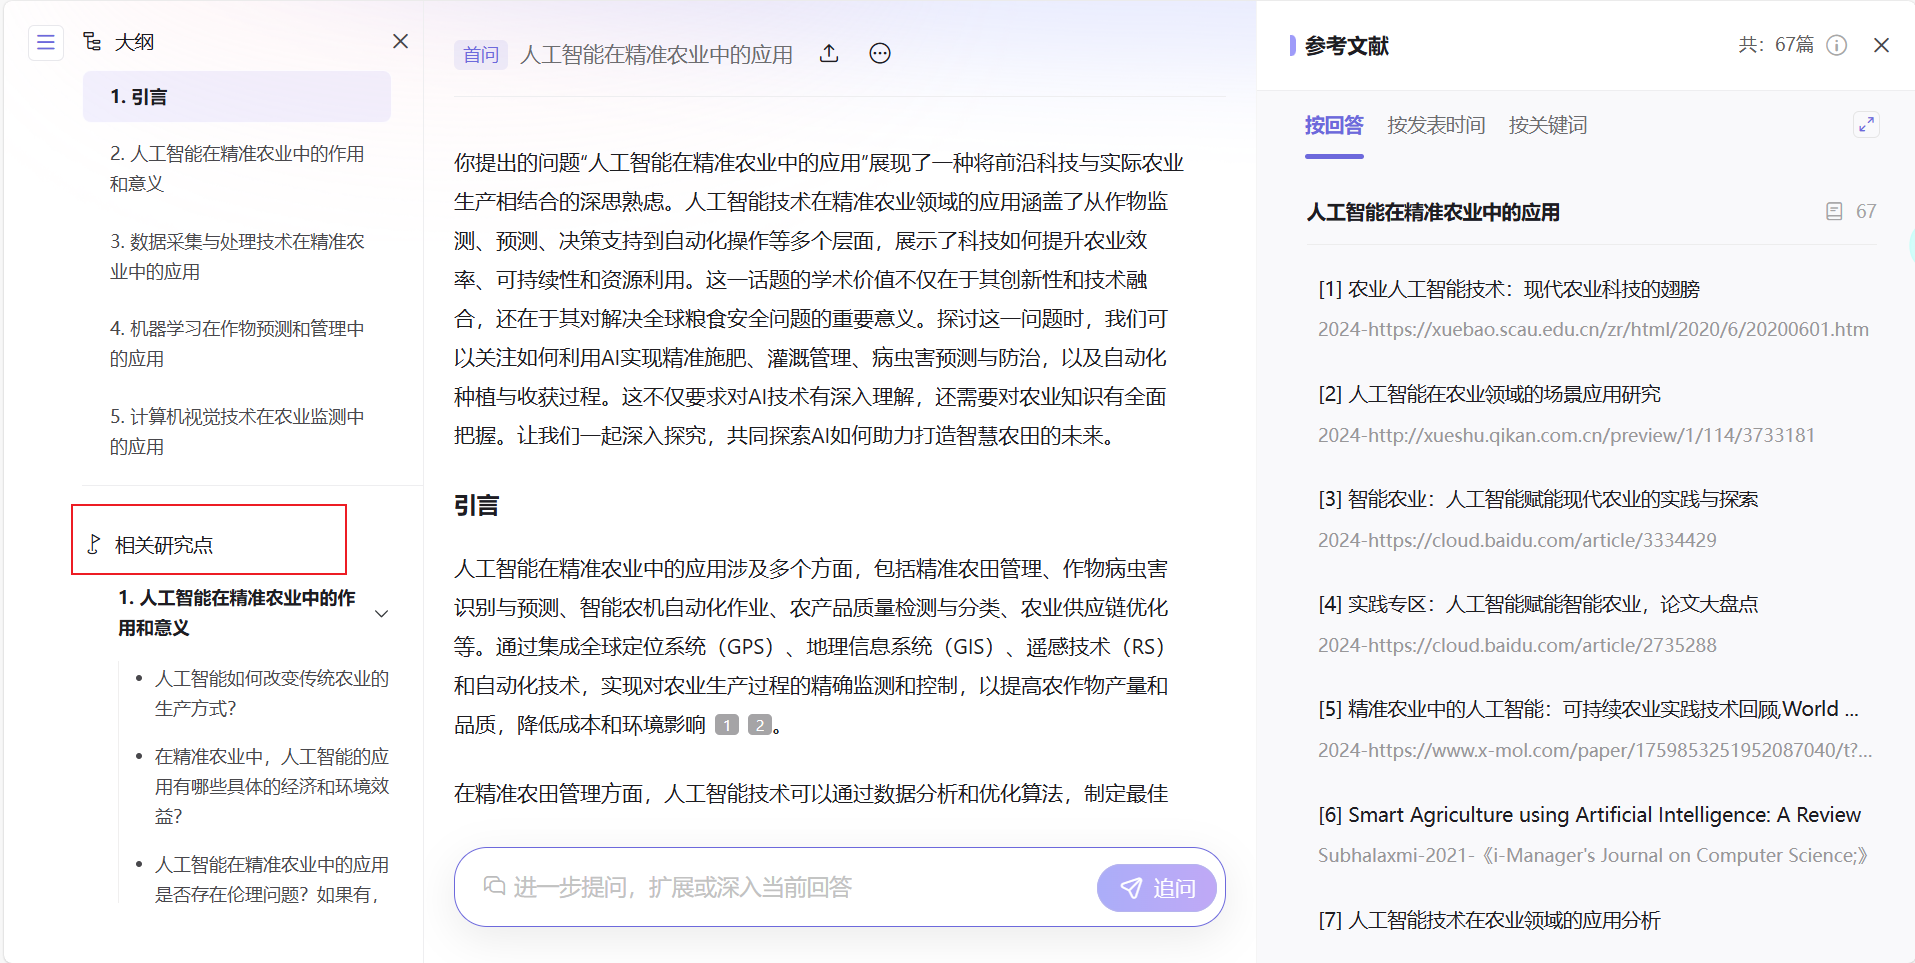 大纲
1. 引言
2. 人工智能在精准农业中的作用
和意义
3. 数据采集与处理技术在精准农
业中的应用
4. 机器学习在作物预测和管理中
的应用
5. 计算机视觉技术在农业监测中
的应用
相关研究点
1. 人工智能在精准农业中的作
用和意义
• 人工智能如何改变传统农业的
生产方式？
• 在精准农业中，人工智能的应
用有哪些具体的经济和环境效
益？
• 人工智能在精准农业中的应用
是否存在伦理问题？如果有，
首问 人工智能在精准农业中的应用
你提出的问题“人工智能在精准农业中的应用”展现了一种将前沿科技与实际农业
生产相结合的深思熟虑。人工智能技术在精准农业领域的应用涵盖了从作物监
测、预测、决策支持到自动化操作等多个层面，展示了科技如何提升农业效
率、可持续性和资源利用。这一话题的学术价值不仅在于其创新性和技术融
合，还在于其对解决全球粮食安全问题的重要意义。探讨这一问题时，我们可
以关注如何利用AI实现精准施肥、灌溉管理、病虫害预测与防治，以及自动化
种植与收获过程。这不仅要求对AI技术有深入理解，还需要对农业知识有全面
把握。让我们一起深入探究，共同探索AI如何助力打造智慧农田的未来。
引言
人工智能在精准农业中的应用涉及多个方面，包括精准农田管理、作物病虫害
识别与预测、智能农机自动化作业、农产品质量检测与分类、农业供应链优化
等。通过集成全球定位系统（GPS）、地理信息系统（GIS）、遥感技术（RS）
和自动化技术，实现对农业生产过程的精确监测和控制，以提高农作物产量和
品质，降低成本和环境影响 1 2。
在精准农田管理方面，人工智能技术可以通过数据分析和优化算法，制定最佳
进一步提问，扩展或深入当前回答
追问
参考文献
共：67篇
按回答 按发表时间 按关键词
人工智能在精准农业中的应用 67
[1] 农业人工智能技术：现代农业科技的翅膀
2024-https://xuebao.scau.edu.cn/zr/html/2020/6/20200601.htm
[2] 人工智能在农业领域的场景应用研究
2024-http://xueshu.qikan.com.cn/preview/1/114/3733181
[3] 智能农业：人工智能赋能现代农业的实践与探索
2024-https://cloud.baidu.com/article/3334429
[4] 实践专区：人工智能赋能智能农业，论文大盘点
2024-https://cloud.baidu.com/article/2735288
[5] 精准农业中的人工智能：可持续农业实践技术回顾,World ...
2024-https://www.x-mol.com/paper/1759853251952087040/t?...
[6] Smart Agriculture using Artificial Intelligence: A Review
Subhalaxmi-2021-《i-Manager's Journal on Computer Science;》
[7] 人工智能技术在农业领域的应用分析